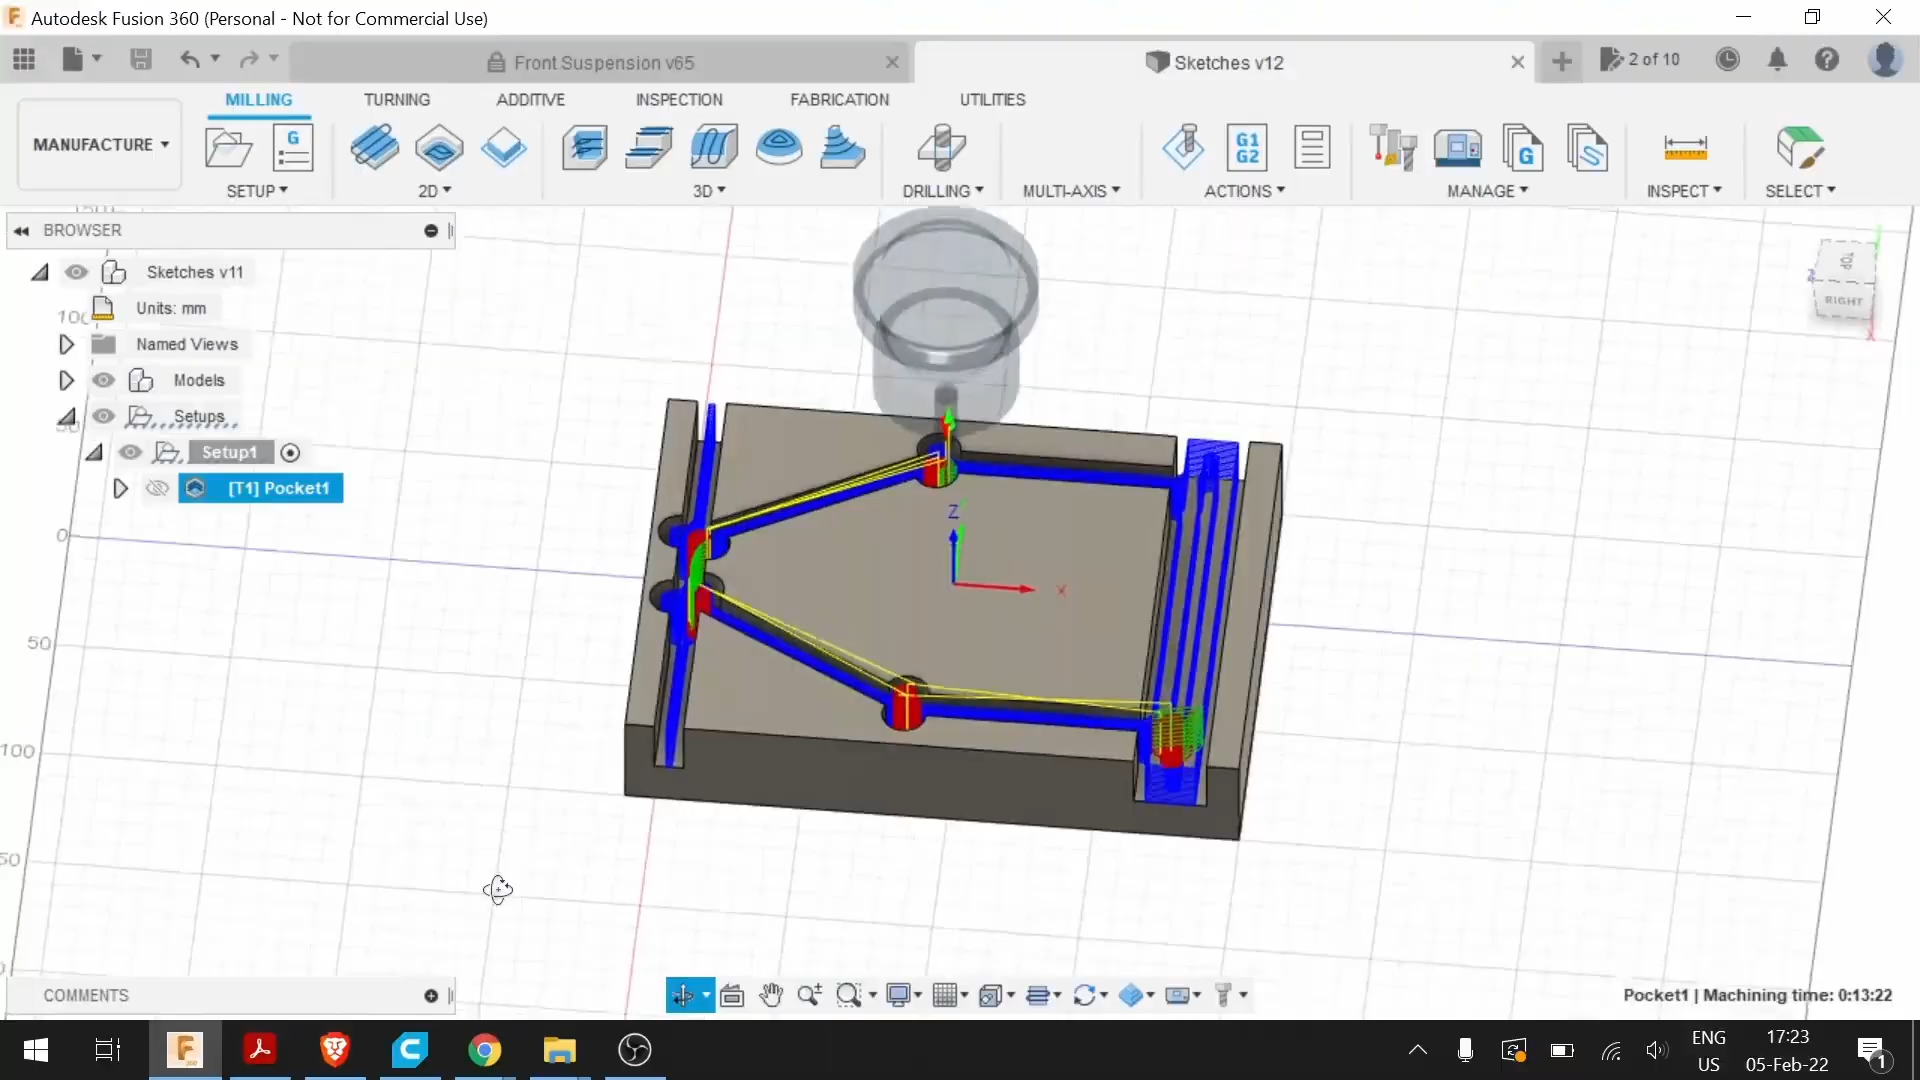 Autodesk Fusion 360 (Personal - Not for Commercial Use)
Front Suspension v65
Sketches v12
2 of 10
MANUFACTURE
MILLING
TURNING
ADDITIVE
INSPECTION
FABRICATION
UTILITIES
G
G1
G2
G
SETUP
2D
3D
DRILLING
MULTI-AXIS
ACTIONS
MANAGE
INSPECT
SELECT
BROWSER
Sketches v11
Units: mm
Named Views
Models
Setups
Setup1
[T1] Pocket1
TOP
RIGHT
Z
X
Z
X
0
50
100
COMMENTS
Pocket1 | Machining time: 0:13:22
ENG
US
17:23
05-Feb-22
1